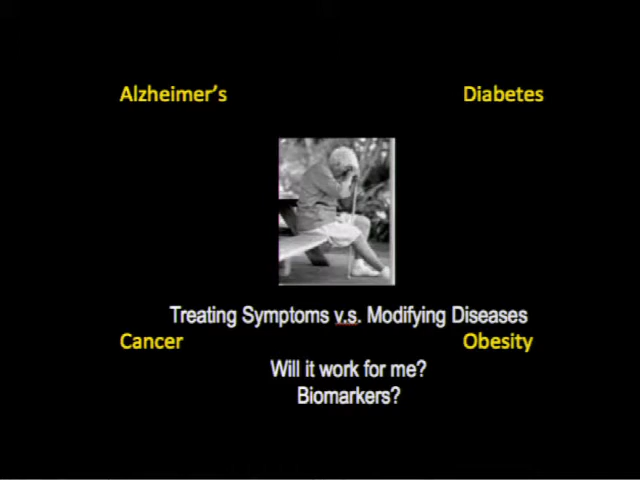 Alzheimer's
Diabetes
Treating Symptoms v.s. Modifying Diseases
Cancer
Obesity
Will it work for me?
Biomarkers?